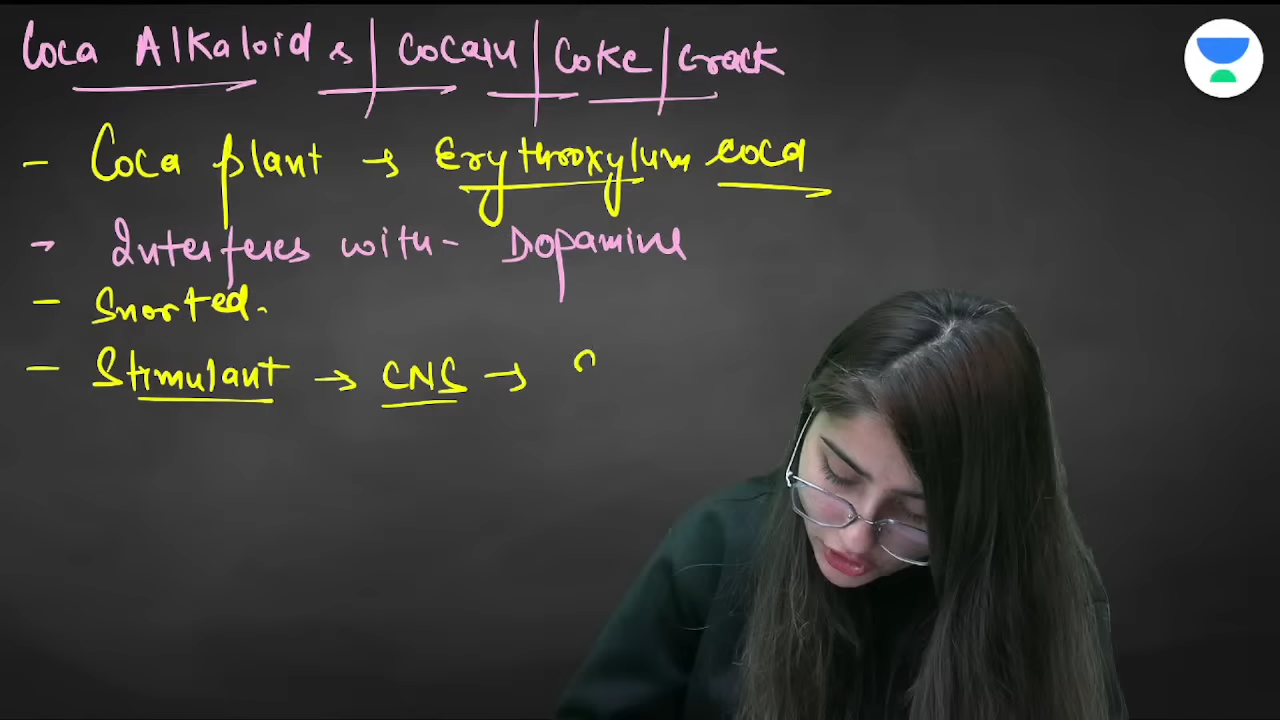 Coca Alkaloids | Cocain | Coke | Crack
- Coca plant → Erythroxylum coca
- Interferes with - Dopamine
- Snorted.
- Stimulant → CNS →